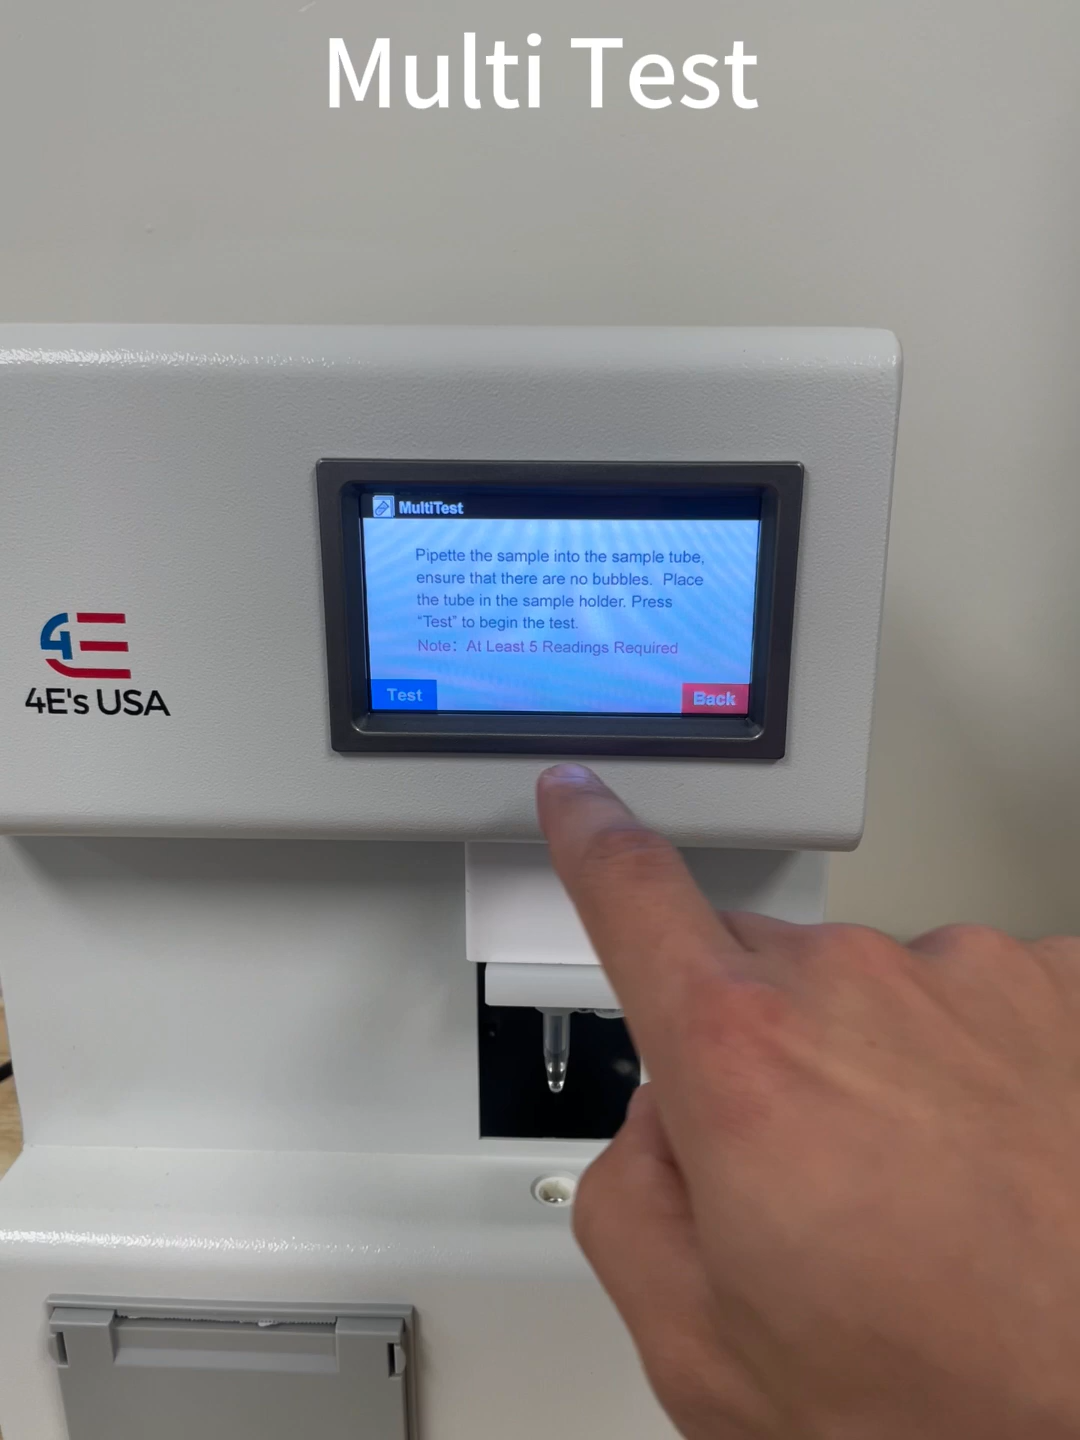 Multi Test
MultiTest
Pipette the sample into the sample tube,
ensure that there are no bubbles. Place
the tube in the sample holder. Press
“Test” to begin the test.
Note: At Least 5 Readings Required
Test
Back
4E
4E's USA